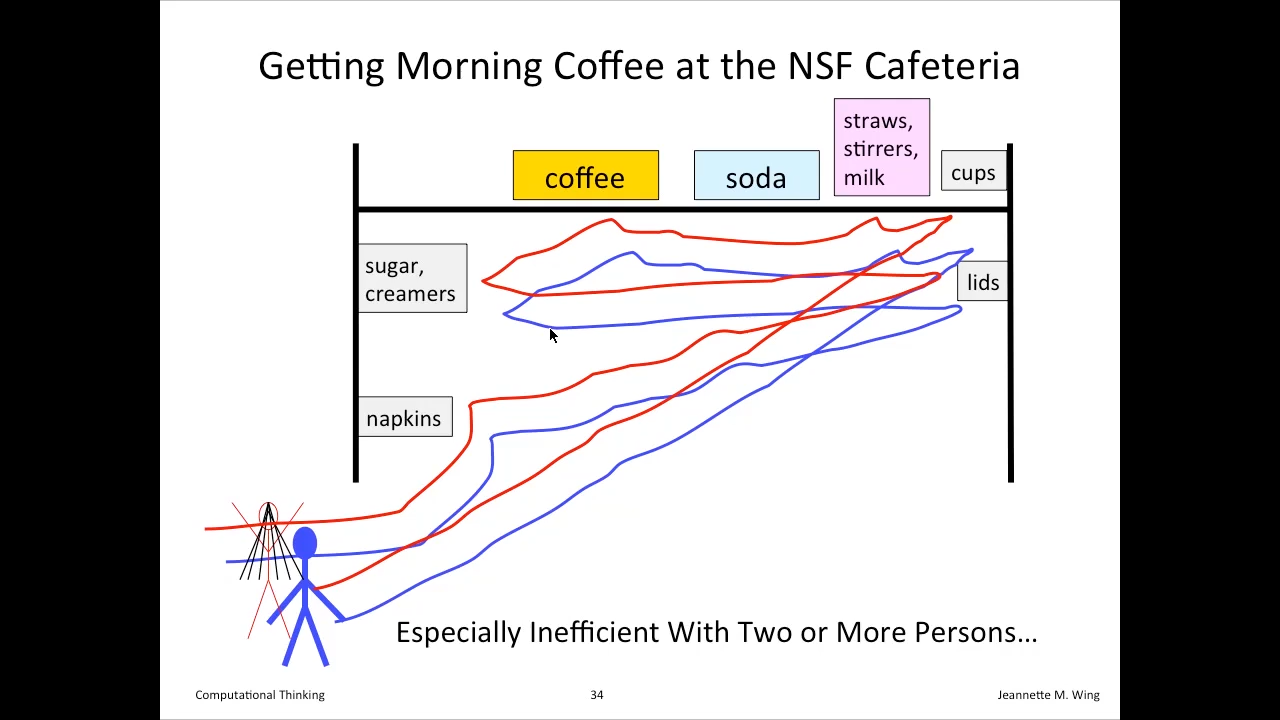 Getting Morning Coffee at the NSF Cafeteria
straws,
stirrers,
milk
coffee
soda
cups
sugar,
creamers
lids
napkins
Especially Inefficient With Two or More Persons…
Computational Thinking
34
Jeannette M. Wing